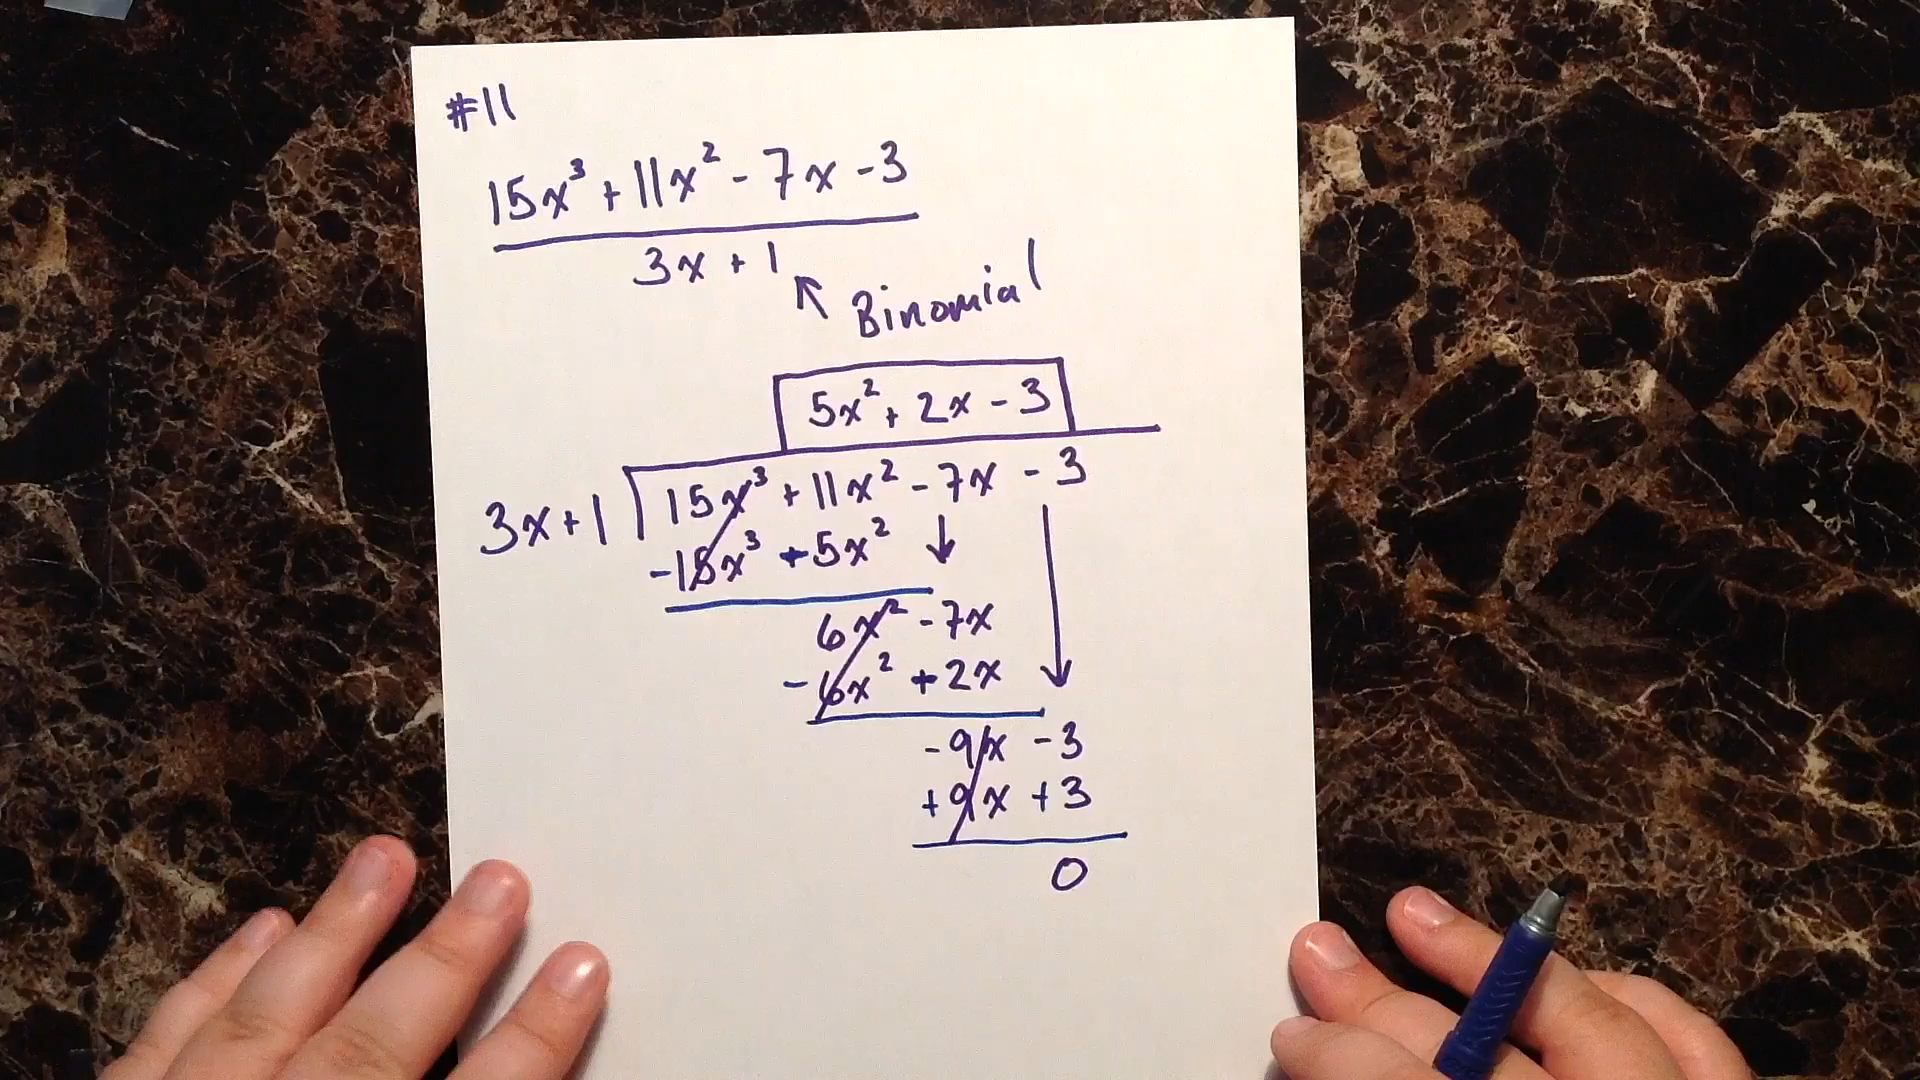 #11
15x³ + 11x² - 7x - 3
3x + 1
Binomial
5x² + 2x - 3
3x+1 15x³ + 11x² - 7x - 3
-15x³ + 5x²
6x² - 7x
-6x² + 2x
-9x - 3
+9x + 3
0